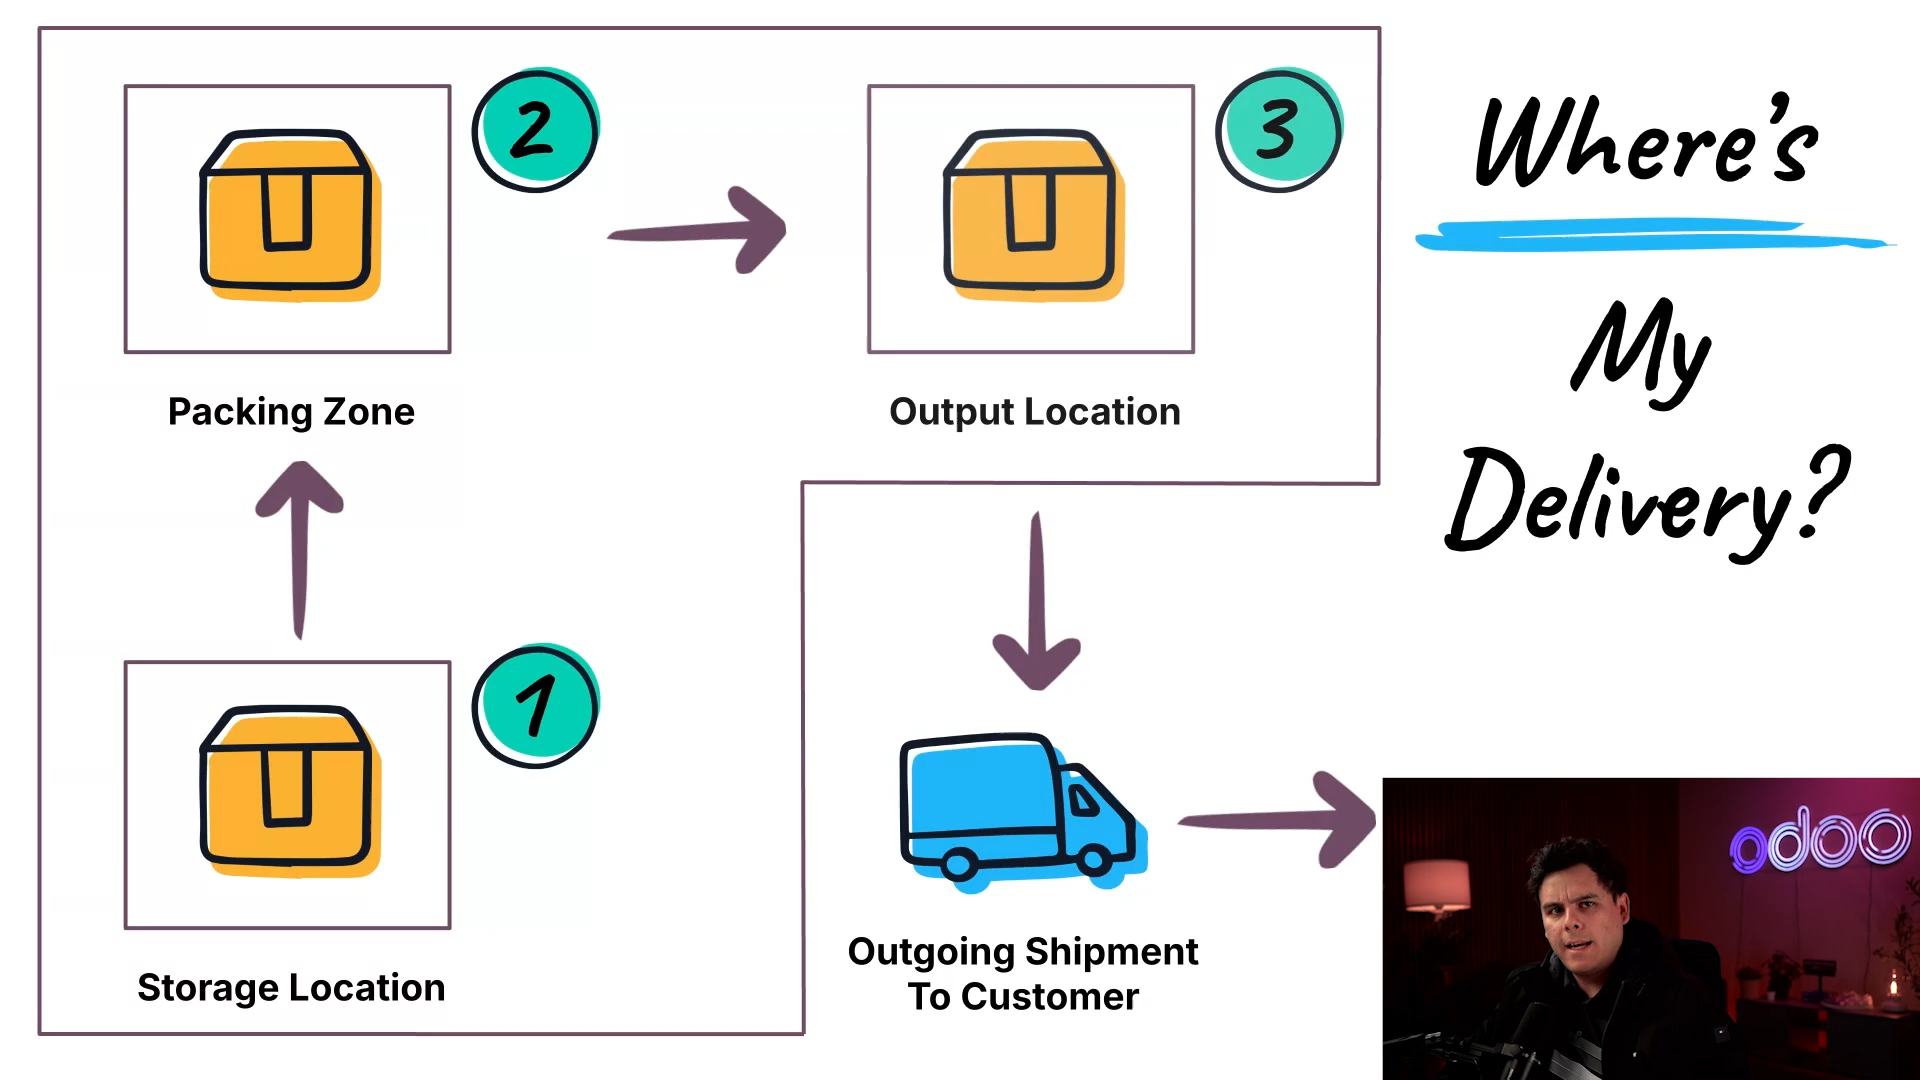 2
3
Where's
My
Delivery?
Packing Zone
Output Location
1
Storage Location
Outgoing Shipment
To Customer
odoo